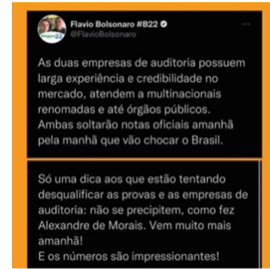 Flavio Bolsonaro #B22
@FlavioBolsonaro
As duas empresas de auditoria possuem
larga experiência e credibilidade no
mercado, atendem a multinacionais
renomadas e até órgãos públicos.
Ambas soltarão notas oficiais amanhã
pela manhã que vão chocar o Brasil.
Só uma dica aos que estão tentando
desqualificar as provas e as empresas de
auditoria: não se precipitem, como fez
Alexandre de Morais. Vem muito mais
amanhã!
E os números são impressionantes!